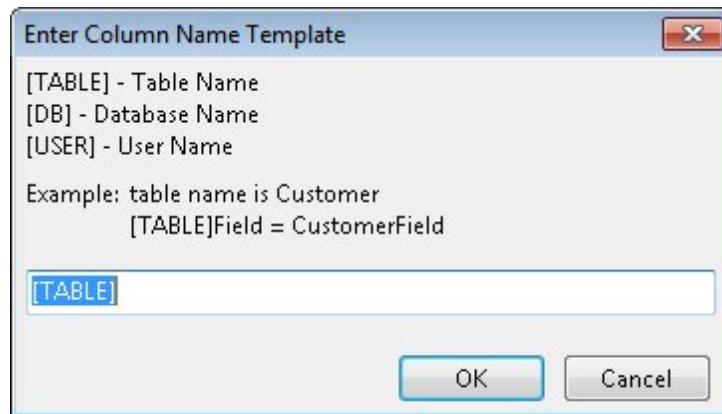 Enter Column Name Template
[TABLE] - Table Name
[DB] - Database Name
[USER] - User Name
Example: table name is Customer
[TABLE]Field = CustomerField
[TABLE]
OK Cancel